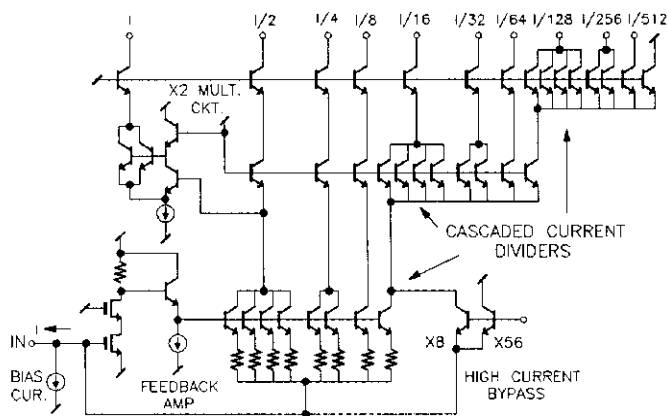 I I/2 I/4 I/8 I/16 I/32 I/64 I/128 I/256 I/512
X2 MULT.
CKT.
CASCADED CURRENT
DIVIDERS
I
IN
BIAS
CUR.
FEEDBACK
AMP
X8 X56
HIGH CURRENT
BYPASS